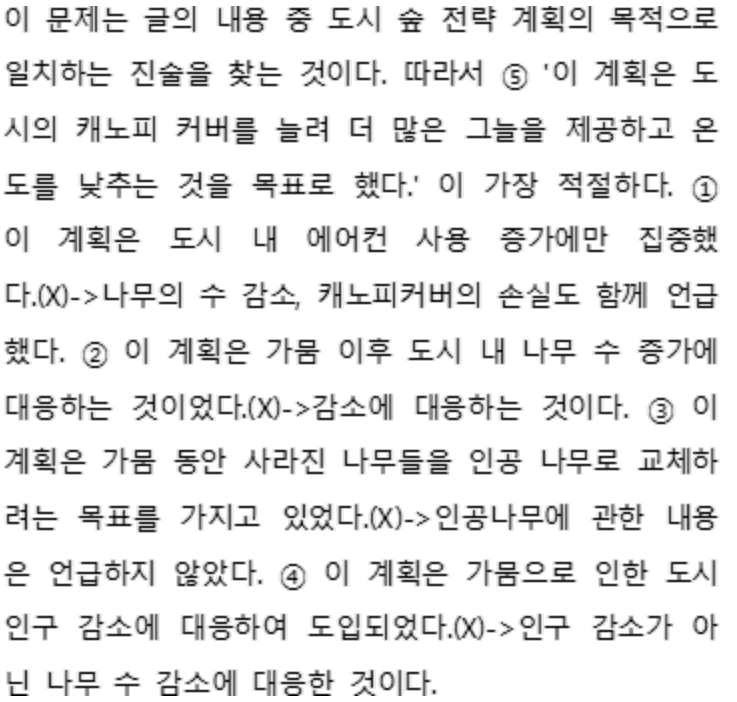 이 문제는 글의 내용 중 도시 숲 전략 계획의 목적으로
일치하는 진술을 찾는 것이다. 따라서 ⑤ '이 계획은 도
시의 캐노피 커버를 늘려 더 많은 그늘을 제공하고 온
도를 낮추는 것을 목표로 했다.' 이 가장 적절하다. ①
이 계획은 도시 내 에어컨 사용 증가에만 집중했
다.(X)->나무의 수 감소, 캐노피커버의 손실도 함께 언급
했다. ② 이 계획은 가뭄 이후 도시 내 나무 수 증가에
대응하는 것이었다.(X)->감소에 대응하는 것이다. ③ 이
계획은 가뭄 동안 사라진 나무들을 인공 나무로 교체하
려는 목표를 가지고 있었다.(X)->인공나무에 관한 내용
은 언급하지 않았다. ④ 이 계획은 가뭄으로 인한 도시
인구 감소에 대응하여 도입되었다.(X)->인구 감소가 아
닌 나무 수 감소에 대응한 것이다.